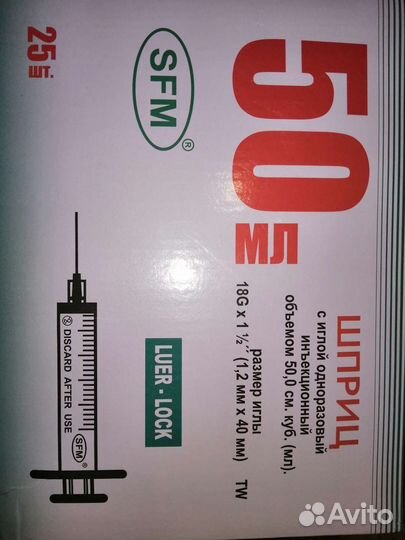 25 шт.
SFM ®
50 мл
ШПРИЦ
с иглой одноразовый
инъекционный
объемом 50,0 см. куб. (мл).
размер иглы
18G x 1 ½" (1,2 мм x 40 мм) TW
LUER - LOCK
DISCARD AFTER USE
SFM ®
Avito